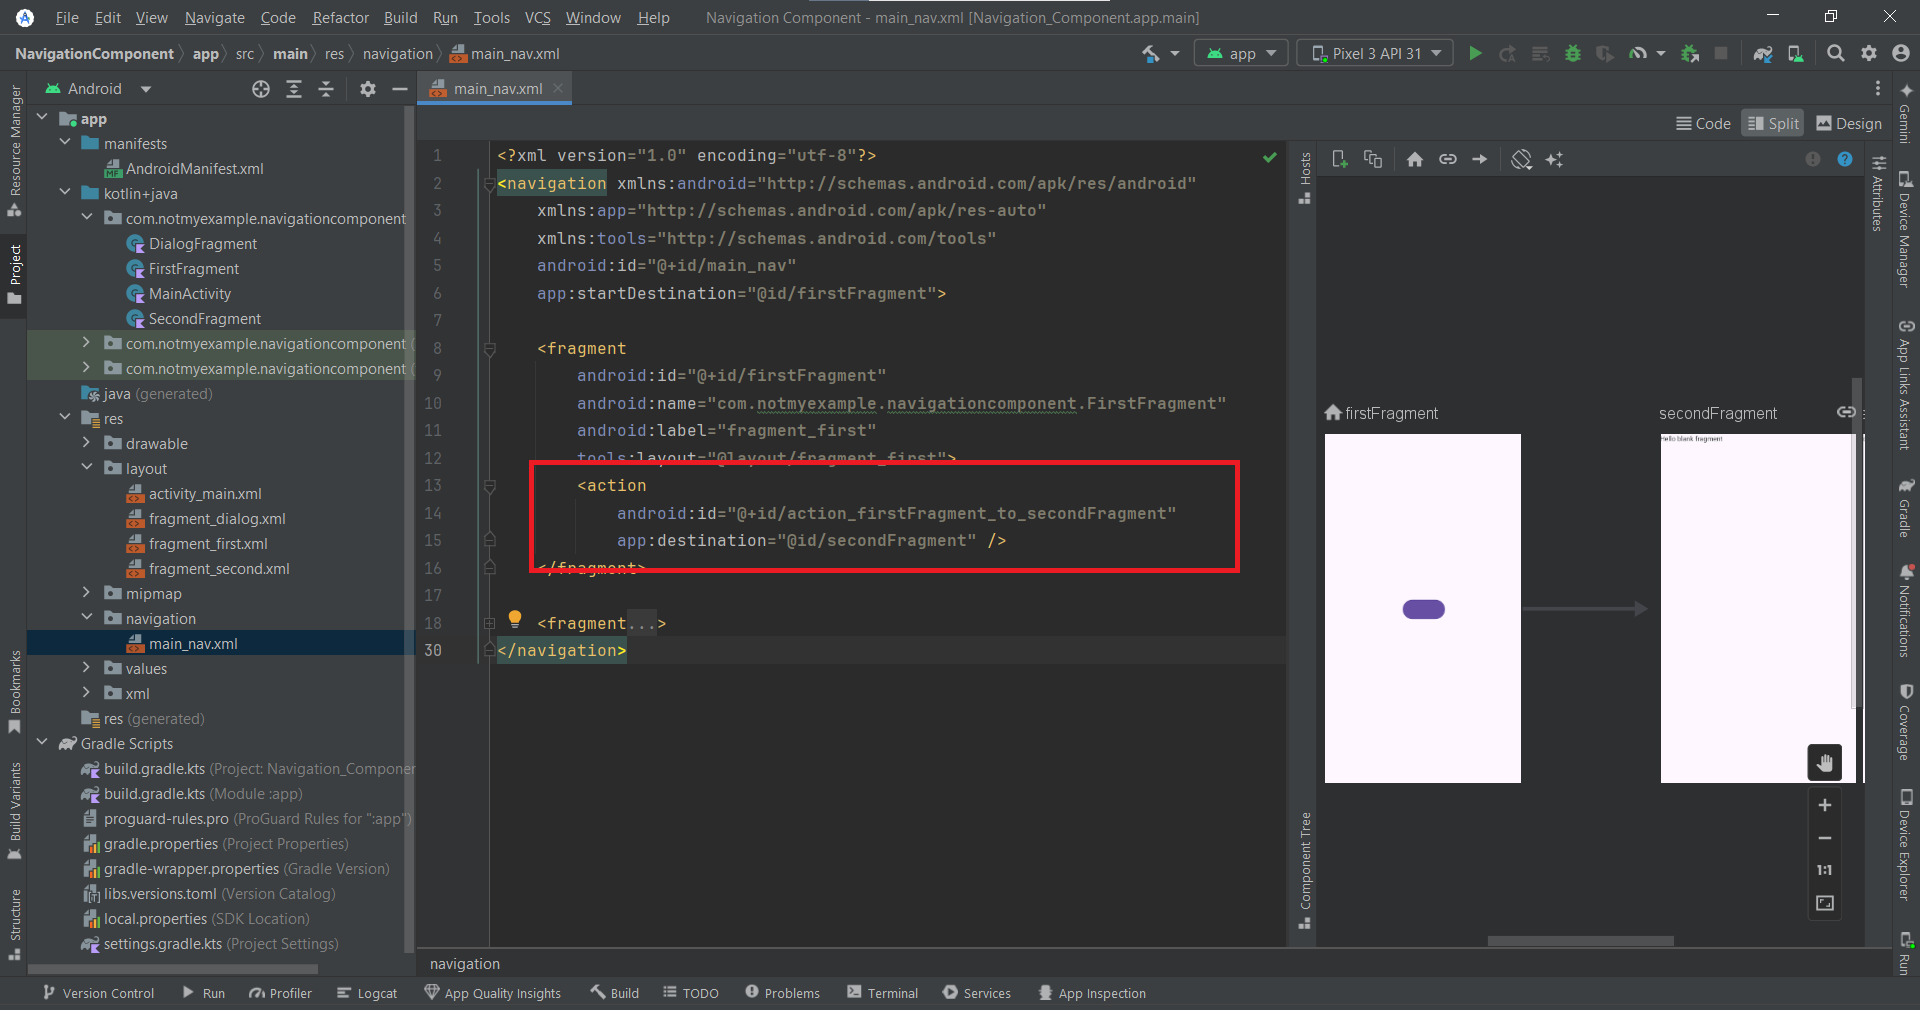 File Edit View Navigate Code Refactor Build Run Tools VCS Window Help Navigation Component - main_nav.xml [Navigation_Component.app.main]
NavigationComponent app src main res navigation main_nav.xml app Pixel 3 API 31
Android
main_nav.xml
Code Split Design
Resource Manager
Project
Bookmarks
Build Variants
Structure
app
manifests
AndroidManifest.xml
kotlin+java
com.notmyexample.navigationcomponent
DialogFragment
FirstFragment
MainActivity
SecondFragment
com.notmyexample.navigationcomponent (
com.notmyexample.navigationcomponent (
java (generated)
res
drawable
layout
activity_main.xml
fragment_dialog.xml
fragment_first.xml
fragment_second.xml
mipmap
navigation
main_nav.xml
values
xml
res (generated)
Gradle Scripts
build.gradle.kts (Project: Navigation_Componen
build.gradle.kts (Module :app)
proguard-rules.pro (ProGuard Rules for ":app")
gradle.properties (Project Properties)
gradle-wrapper.properties (Gradle Version)
libs.versions.toml (Version Catalog)
local.properties (SDK Location)
settings.gradle.kts (Project Settings)
1 <?xml version="1.0" encoding="utf-8"?>
2 <navigation xmlns:android="http://schemas.android.com/apk/res/android"
3 xmlns:app="http://schemas.android.com/apk/res-auto"
4 xmlns:tools="http://schemas.android.com/tools"
5 android:id="@+id/main_nav"
6 app:startDestination="@id/firstFragment">
7
8 <fragment
9 android:id="@+id/firstFragment"
10 android:name="com.notmyexample.navigationcomponent.FirstFragment"
11 android:label="fragment_first"
12 tools:layout="@layout/fragment_first">
13 <action
14 android:id="@+id/action_firstFragment_to_secondFragment"
15 app:destination="@id/secondFragment" />
16 </fragment>
17
18 <fragment...>
30 </navigation>
navigation
Hosts
Component Tree
firstFragment
secondFragment
Hello blank fragment
1:1
Attributes
Gemini
Device Manager
App Links Assistant
Gradle
Notifications
Coverage
Device Explorer
Run
Version Control Run Profiler Logcat App Quality Insights Build TODO Problems Terminal Services App Inspection